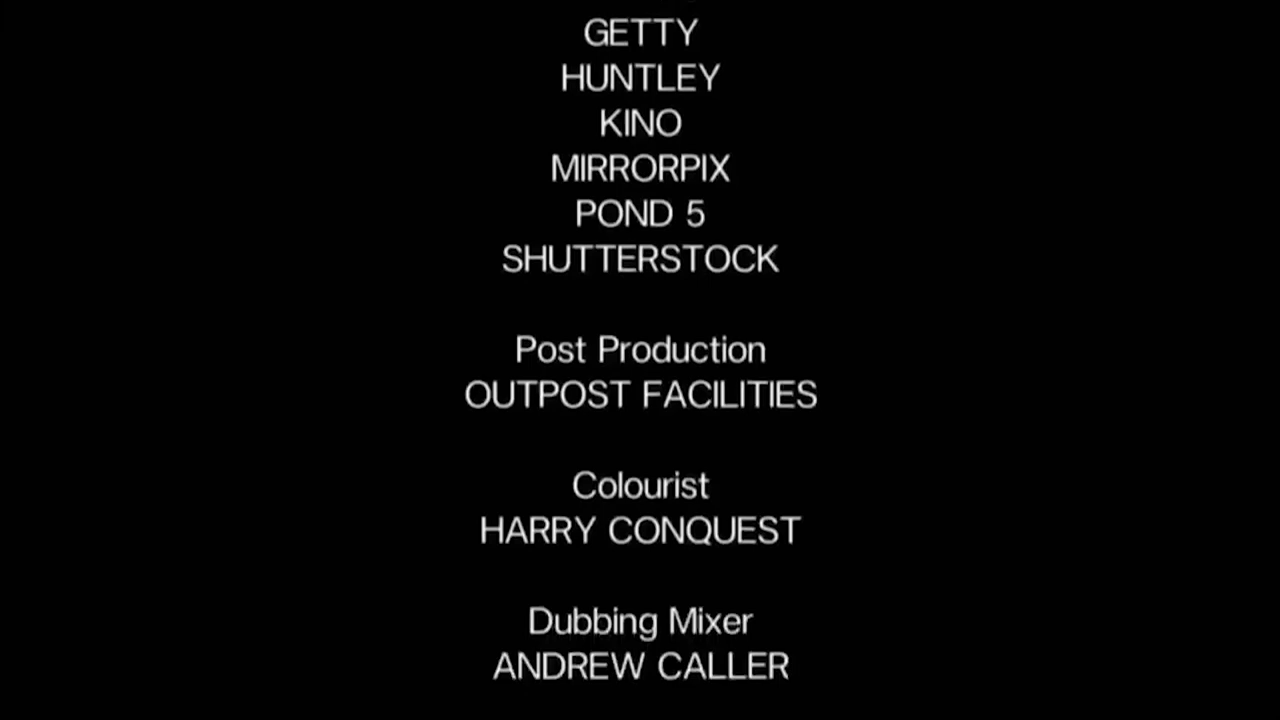 GETTY
HUNTLEY
KINO
MIRRORPIX
POND 5
SHUTTERSTOCK
Post Production
OUTPOST FACILITIES
Colourist
HARRY CONQUEST
Dubbing Mixer
ANDREW CALLER